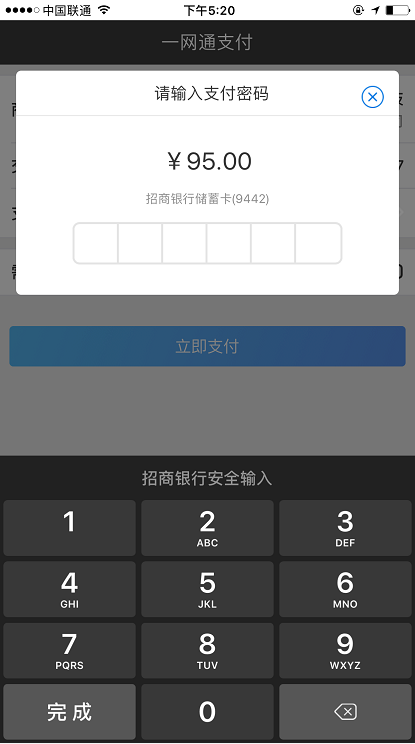 中国联通 下午5:20
一网通支付
请输入支付密码
￥95.00
招商银行储蓄卡(9442)
立即支付
招商银行安全输入
1 2 3
ABC DEF
4 5 6
GHI JKL MNO
7 8 9
PQRS TUV WXYZ
完成 0